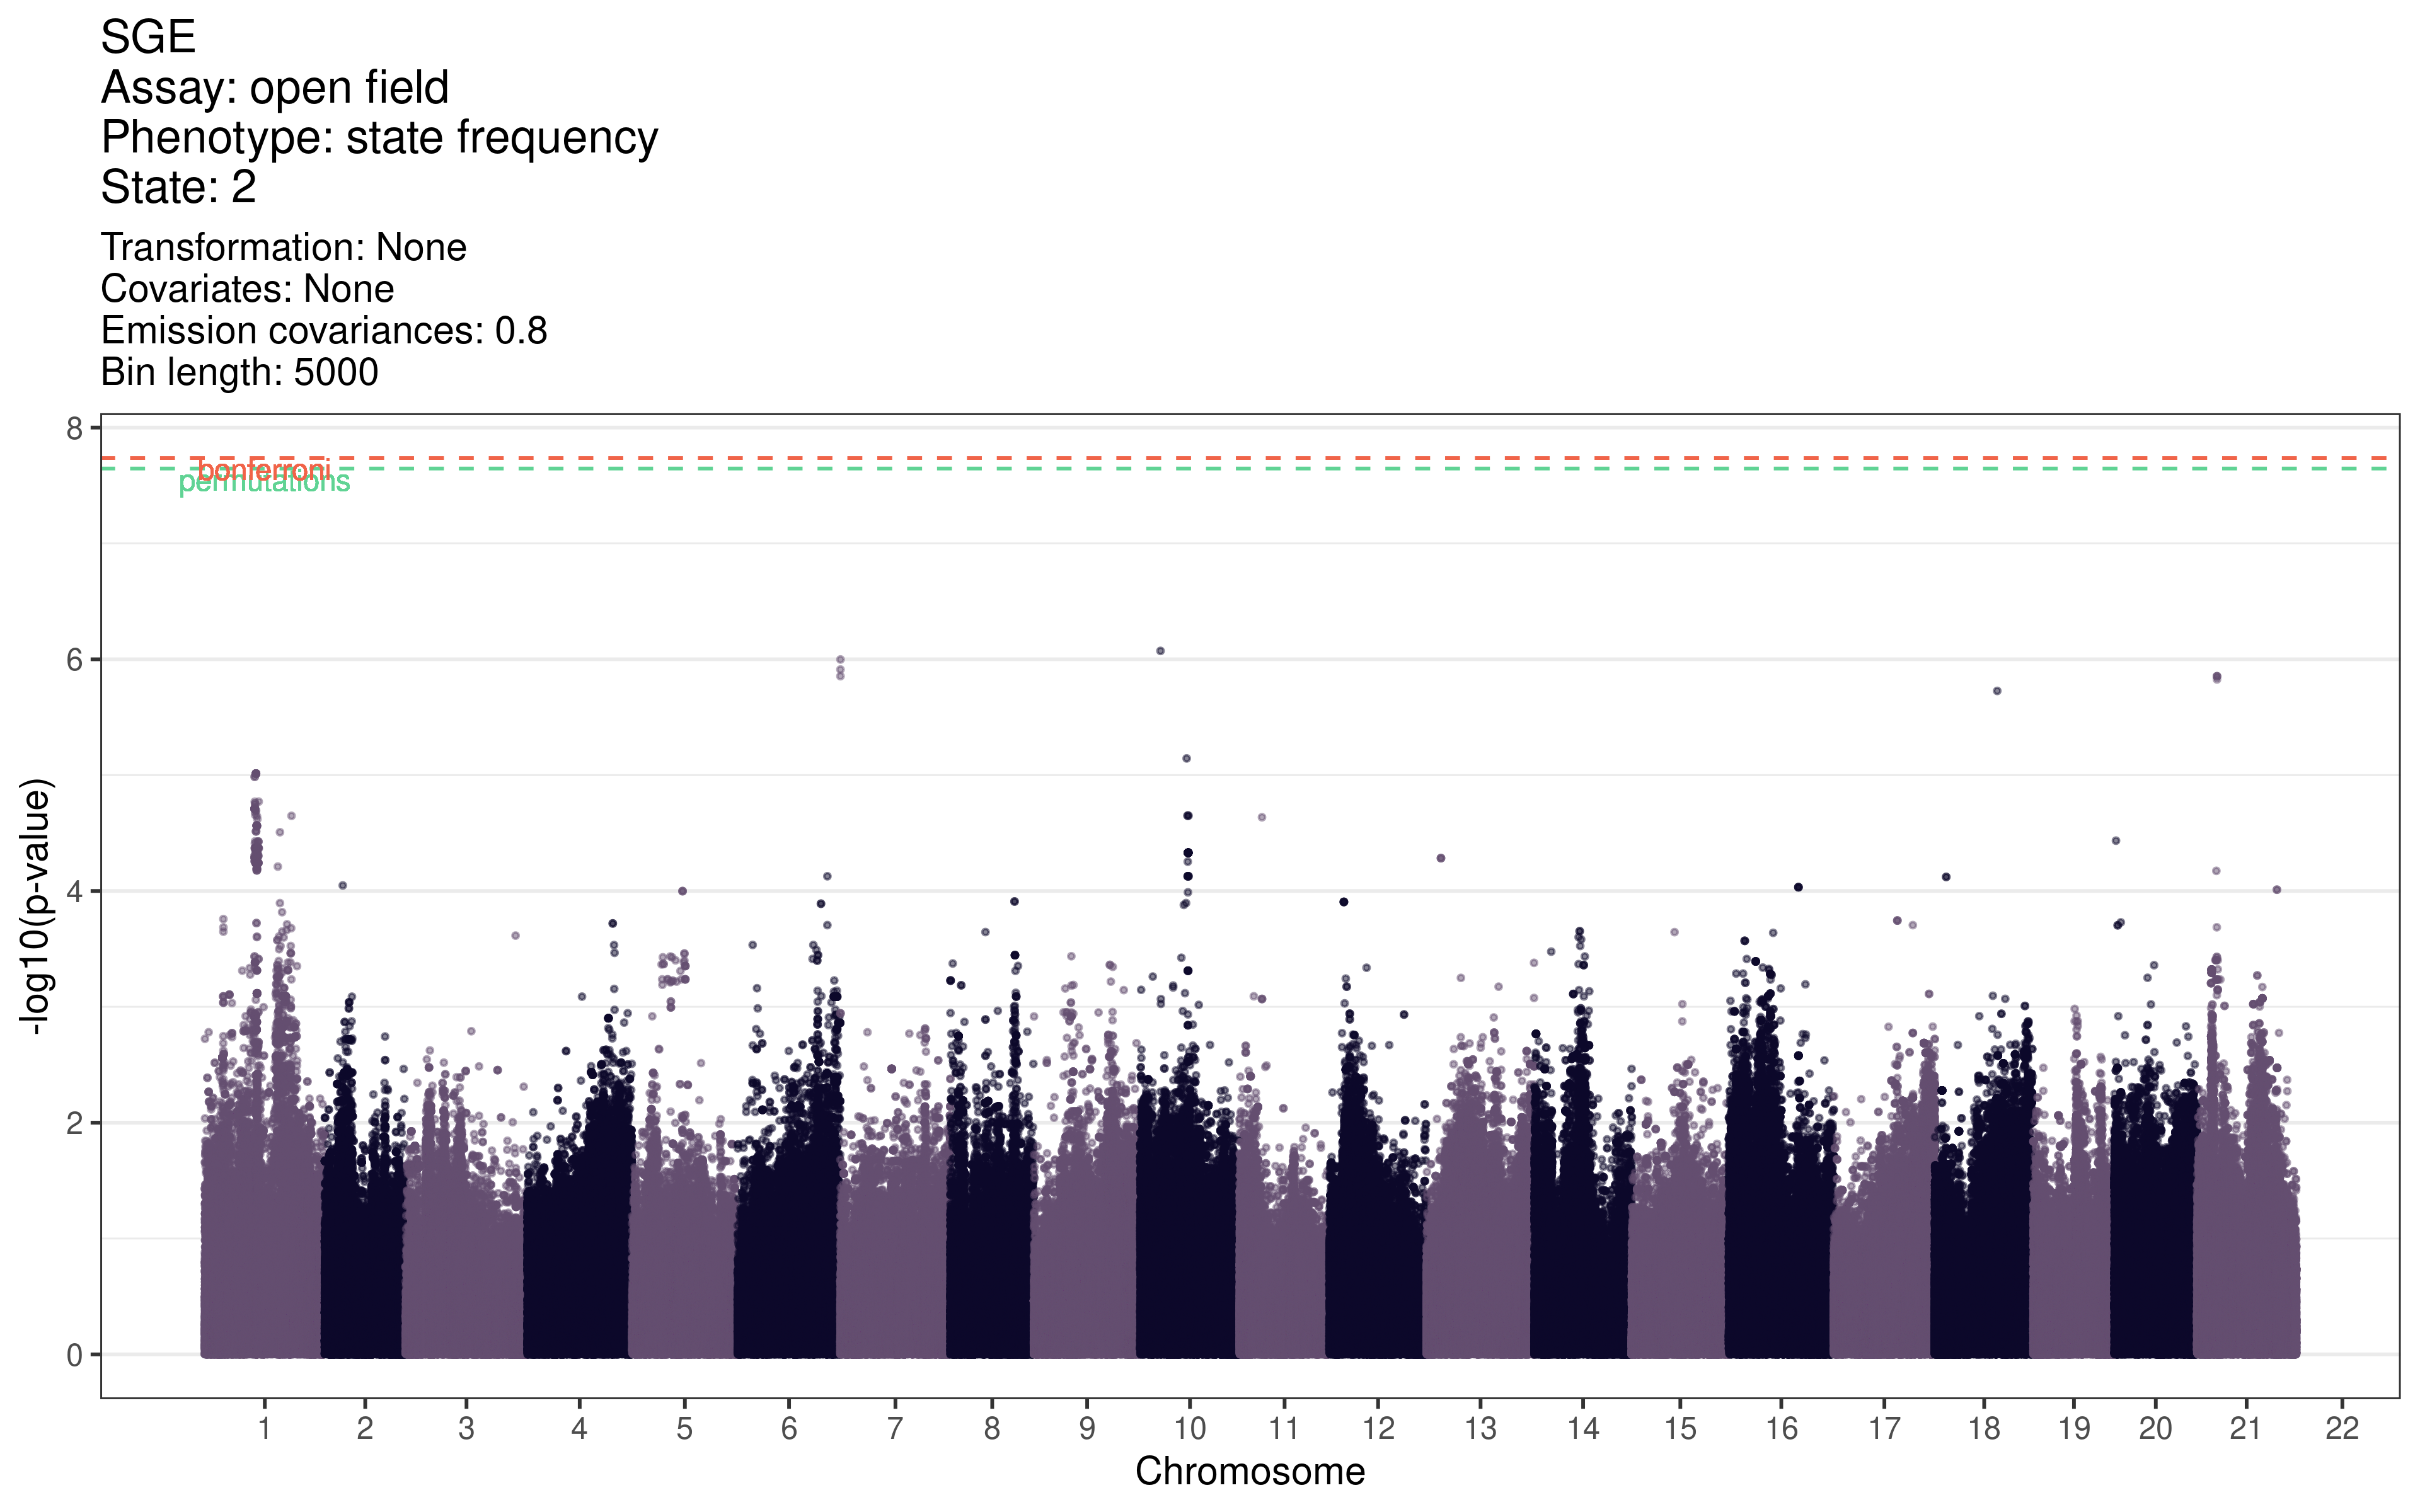 SGE
Assay: open field
Phenotype: state frequency
State: 2
Transformation: None
Covariates: None
Emission covariances: 0.8
Bin length: 5000
8
bonferroni
permutations
6
4
2
0
-log10(p-value)
1 2 3 4 5 6 7 8 9 10 11 12 13 14 15 16 17 18 19 20 21 22
Chromosome